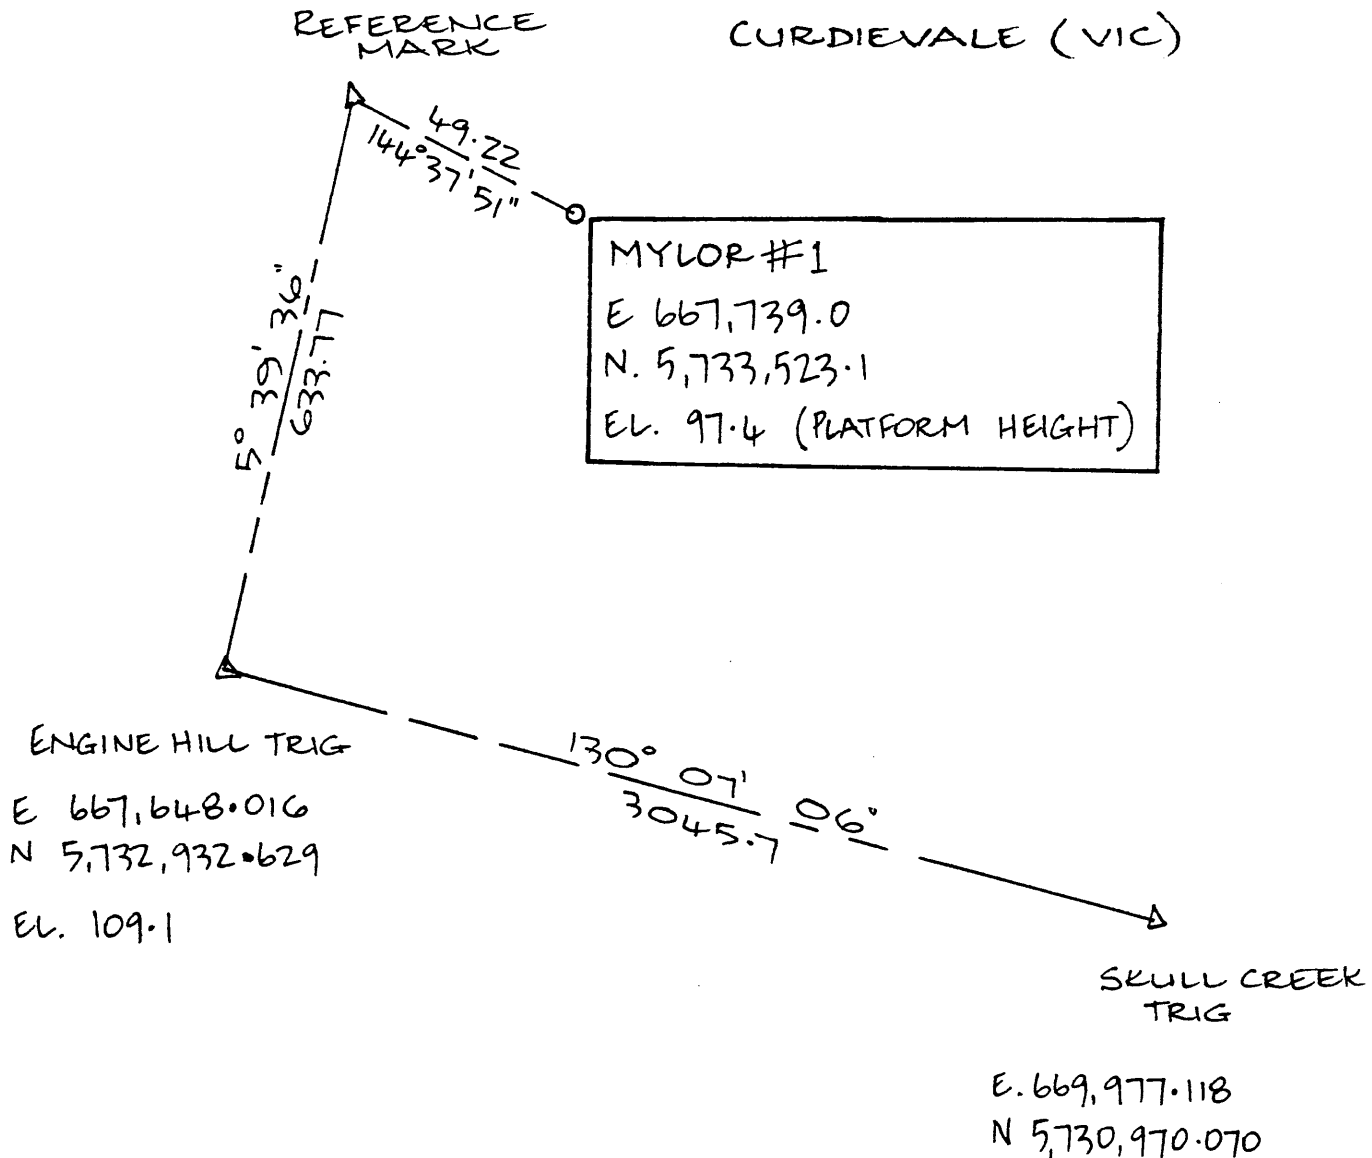 REFERENCE
MARK
CURDIEVALE (VIC)
49.22
144°37'51"
MYLOR #1
E 667,739.0
N. 5,733,523.1
EL. 97.4 (PLATFORM HEIGHT)
5° 39' 36"
633.77
ENGINE HILL TRIG
E 667,648.016
N 5,732,932.629
EL. 109.1
130° 07' 06"
3045.7
SKULL CREEK
TRIG
E. 669,977.118
N 5,730,970.070